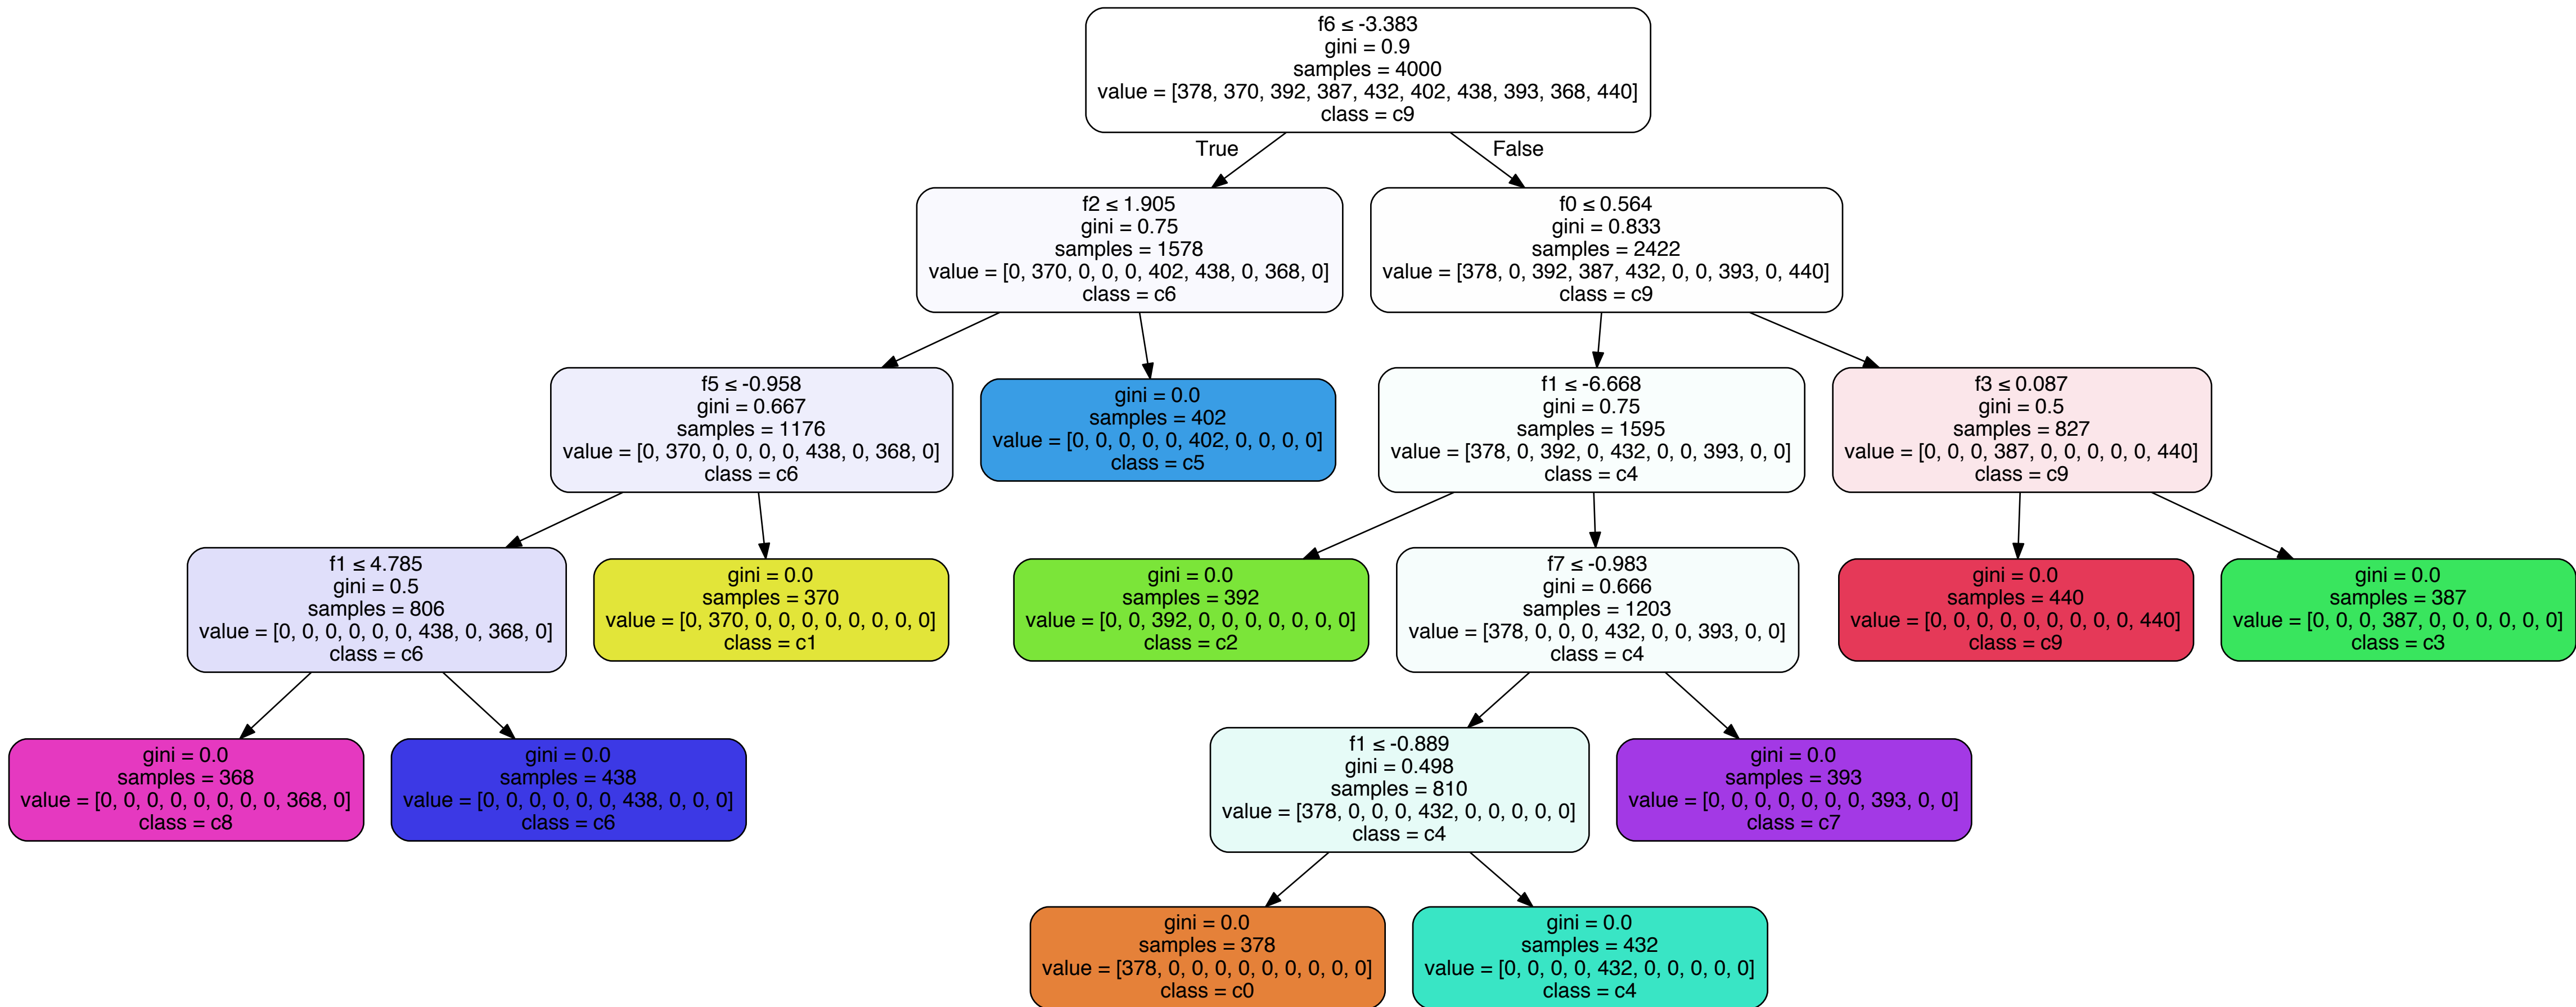 f6 ≤ -3.383
gini = 0.9
samples = 4000
value = [378, 370, 392, 387, 432, 402, 438, 393, 368, 440]
class = c9
True
False
f2 ≤ 1.905
gini = 0.75
samples = 1578
value = [0, 370, 0, 0, 0, 402, 438, 0, 368, 0]
class = c6
f0 ≤ 0.564
gini = 0.833
samples = 2422
value = [378, 0, 392, 387, 432, 0, 0, 393, 0, 440]
class = c9
f5 ≤ -0.958
gini = 0.667
samples = 1176
value = [0, 370, 0, 0, 0, 0, 438, 0, 368, 0]
class = c6
gini = 0.0
samples = 402
value = [0, 0, 0, 0, 0, 402, 0, 0, 0, 0]
class = c5
f1 ≤ -6.668
gini = 0.75
samples = 1595
value = [378, 0, 392, 0, 432, 0, 0, 393, 0, 0]
class = c4
f3 ≤ 0.087
gini = 0.5
samples = 827
value = [0, 0, 0, 387, 0, 0, 0, 0, 0, 440]
class = c9
f1 ≤ 4.785
gini = 0.5
samples = 806
value = [0, 0, 0, 0, 0, 0, 438, 0, 368, 0]
class = c6
gini = 0.0
samples = 370
value = [0, 370, 0, 0, 0, 0, 0, 0, 0, 0]
class = c1
gini = 0.0
samples = 392
value = [0, 0, 392, 0, 0, 0, 0, 0, 0, 0]
class = c2
f7 ≤ -0.983
gini = 0.666
samples = 1203
value = [378, 0, 0, 0, 432, 0, 0, 393, 0, 0]
class = c4
gini = 0.0
samples = 440
value = [0, 0, 0, 0, 0, 0, 0, 0, 0, 440]
class = c9
gini = 0.0
samples = 387
value = [0, 0, 0, 387, 0, 0, 0, 0, 0, 0]
class = c3
gini = 0.0
samples = 368
value = [0, 0, 0, 0, 0, 0, 0, 0, 368, 0]
class = c8
gini = 0.0
samples = 438
value = [0, 0, 0, 0, 0, 0, 438, 0, 0, 0]
class = c6
f1 ≤ -0.889
gini = 0.498
samples = 810
value = [378, 0, 0, 0, 432, 0, 0, 0, 0, 0]
class = c4
gini = 0.0
samples = 393
value = [0, 0, 0, 0, 0, 0, 0, 393, 0, 0]
class = c7
gini = 0.0
samples = 378
value = [378, 0, 0, 0, 0, 0, 0, 0, 0, 0]
class = c0
gini = 0.0
samples = 432
value = [0, 0, 0, 0, 432, 0, 0, 0, 0, 0]
class = c4